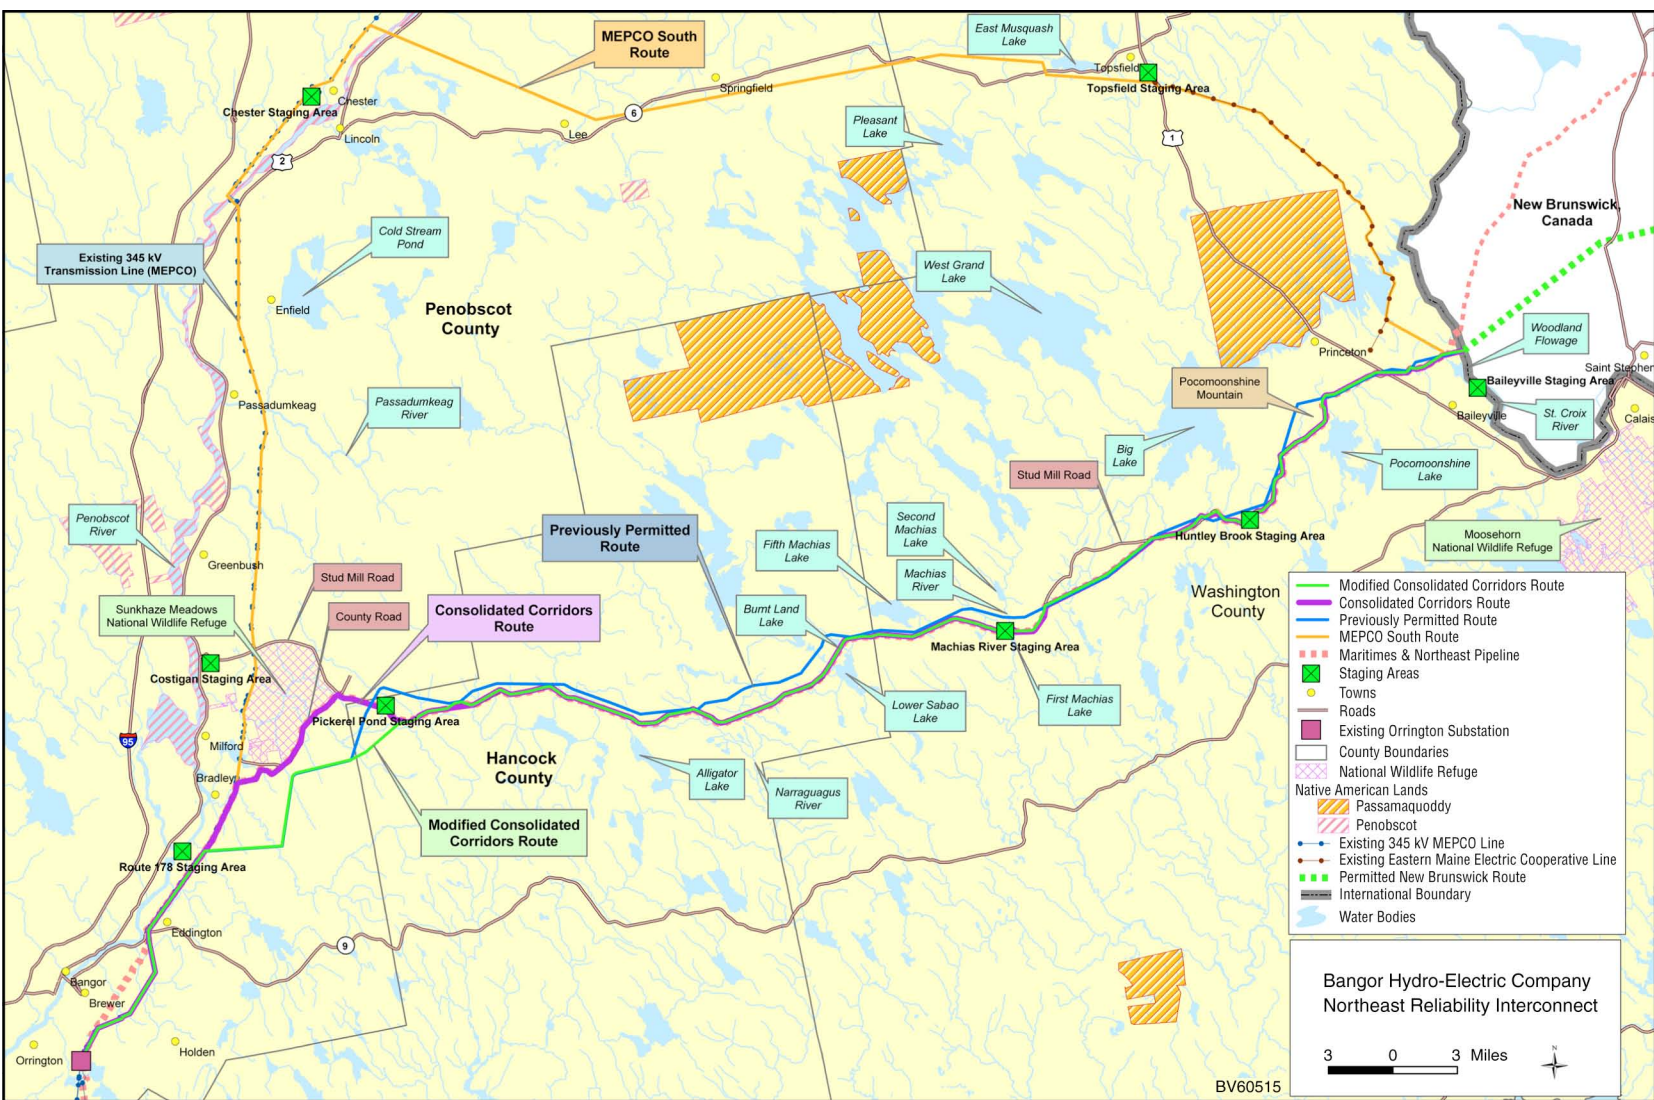 MEPCO South
Route
East Musquash
Lake
Topsfield
Topsfield Staging Area
Springfield
Chester
Chester Staging Area
Lincoln
Lee
6
2
1
Pleasant
Lake
New Brunswick,
Canada
Cold Stream
Pond
Existing 345 kV
Transmission Line (MEPCO)
West Grand
Lake
Enfield
Penobscot
County
Woodland
Flowage
Princeton
Saint Stephen
Pocomoonshine
Mountain
Baileyville Staging Area
Baileyville
St. Croix
River
Calais
Passadumkeag
Passadumkeag
River
Big
Lake
Pocomoonshine
Lake
Stud Mill Road
Penobscot
River
Previously Permitted
Route
Second
Machias
Lake
Fifth Machias
Lake
Huntley Brook Staging Area
Moosehorn
National Wildlife Refuge
Greenbush
Stud Mill Road
Machias
River
Washington
County
Sunkhaze Meadows
National Wildlife Refuge
County Road
Consolidated Corridors
Route
Burnt Land
Lake
Machias River Staging Area
Costigan Staging Area
Pickerel Pond Staging Area
Lower Sabao
Lake
First Machias
Lake
95
Milford
Hancock
County
Bradley
Alligator
Lake
Narraguagus
River
Modified Consolidated
Corridors Route
Route 178 Staging Area
Eddington
9
Bangor
Brewer
Orrington
Holden
Modified Consolidated Corridors Route
Consolidated Corridors Route
Previously Permitted Route
MEPCO South Route
Maritimes & Northeast Pipeline
Staging Areas
Towns
Roads
Existing Orrington Substation
County Boundaries
National Wildlife Refuge
Native American Lands
Passamaquoddy
Penobscot
Existing 345 kV MEPCO Line
Existing Eastern Maine Electric Cooperative Line
Permitted New Brunswick Route
International Boundary
Water Bodies
Bangor Hydro-Electric Company
Northeast Reliability Interconnect
3 0 3 Miles
N
BV60515